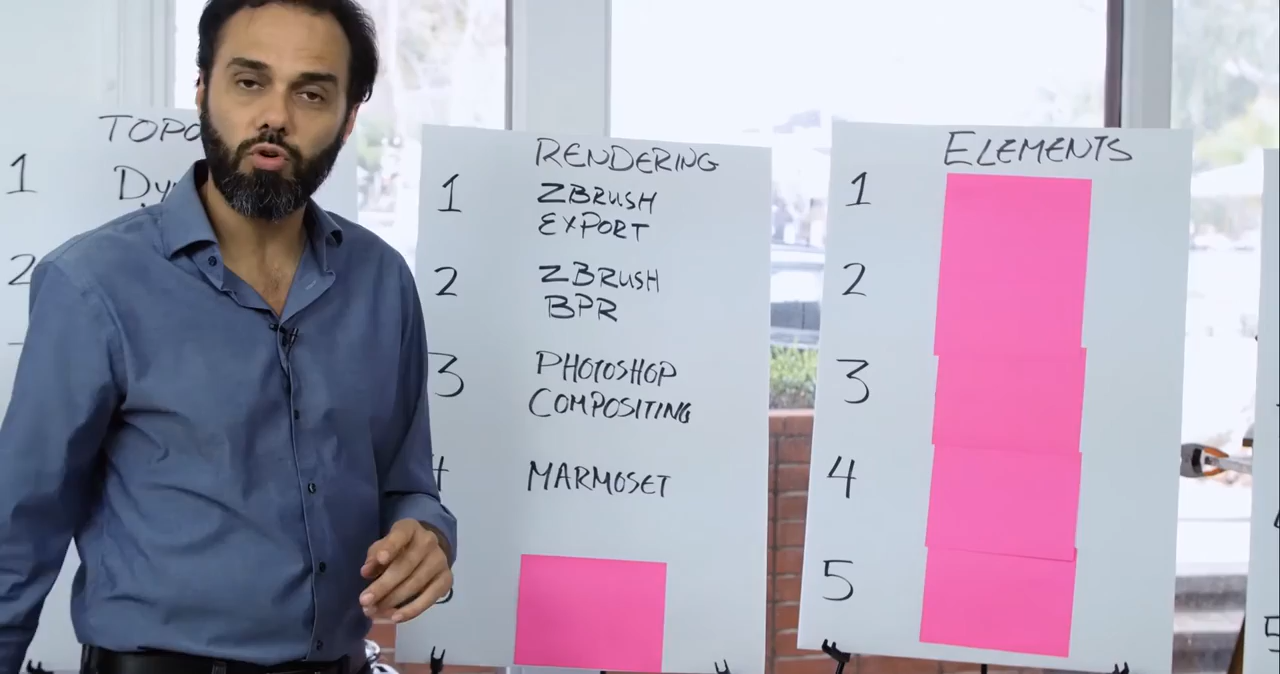 TOPO
1
2
RENDERING
1 ZBRUSH
EXPORT
2 ZBRUSH
BPR
3 PHOTOSHOP
COMPOSITING
4 MARMOSET
ELEMENTS
1
2
3
4
5